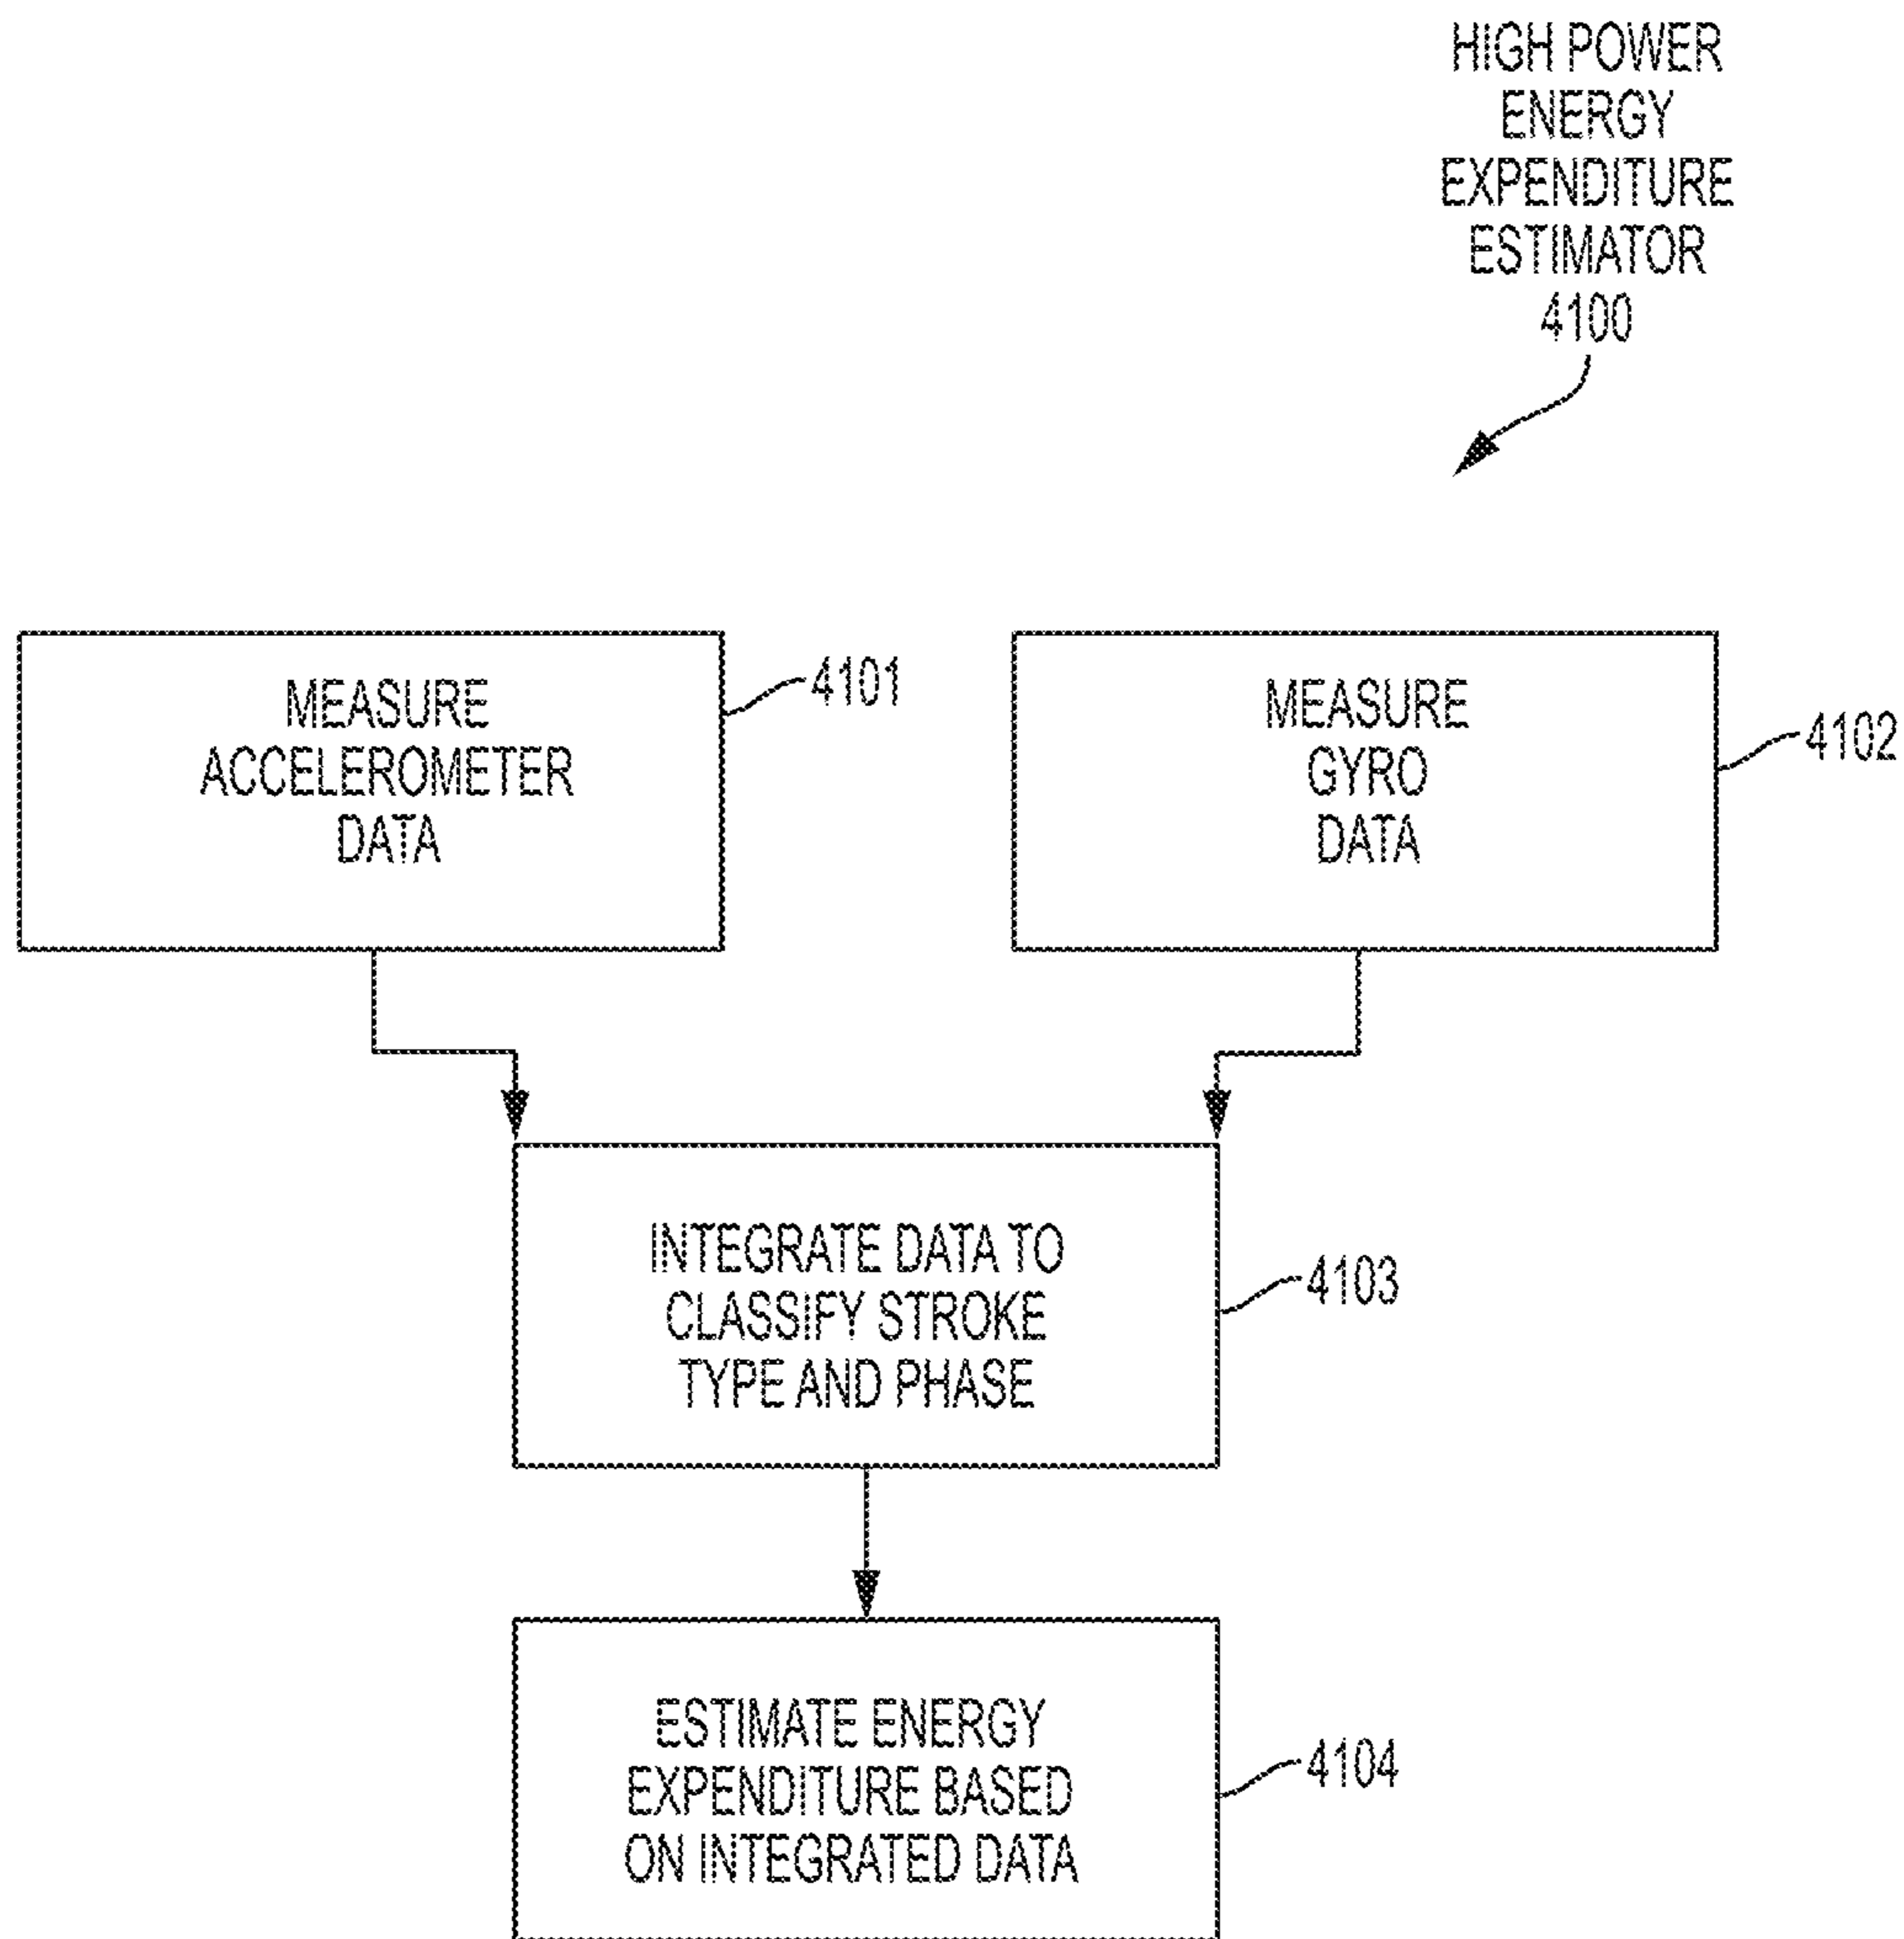 HIGH POWER
ENERGY
EXPENDITURE
ESTIMATOR
4100
MEASURE
ACCELEROMETER
DATA
4101
MEASURE
GYRO
DATA
4102
INTEGRATE DATA TO
CLASSIFY STROKE
TYPE AND PHASE
4103
ESTIMATE ENERGY
EXPENDITURE BASED
ON INTEGRATED DATA
4104